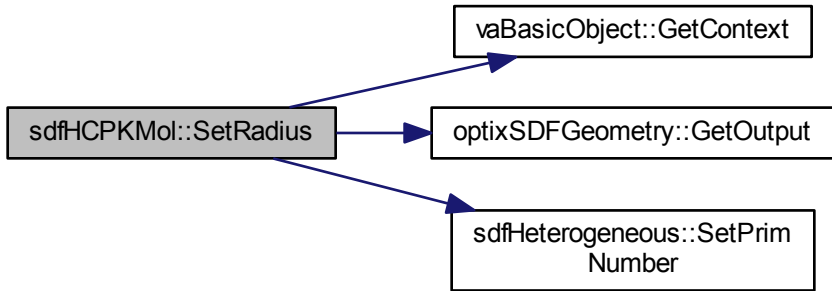 vaBasicObject::GetContext
sdfHCPKMol::SetRadius
optixSDFGeometry::GetOutput
sdfHeterogeneous::SetPrim
Number